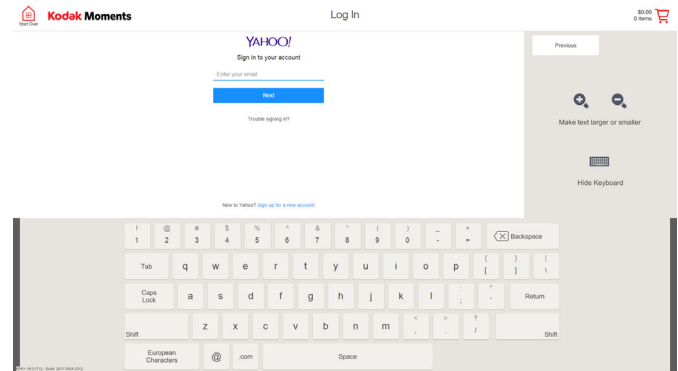 Start Over
Kodak Moments
Log In
$0.00
0 items
YAHOO!
Sign in to your account
Enter your email
Next
Trouble signing in?
New to Yahoo? Sign up for a new account
Previous
Make text larger or smaller
Hide Keyboard
! @ # $ % ^ & * ( ) _ +
1 2 3 4 5 6 7 8 9 0 - = Backspace
Tab q w e r t y u i o p { [ } ] | \
Caps Lock a s d f g h j k l : ; " ' Return
Shift z x c v b n m < , > . ? / Shift
European Characters @ .com Space